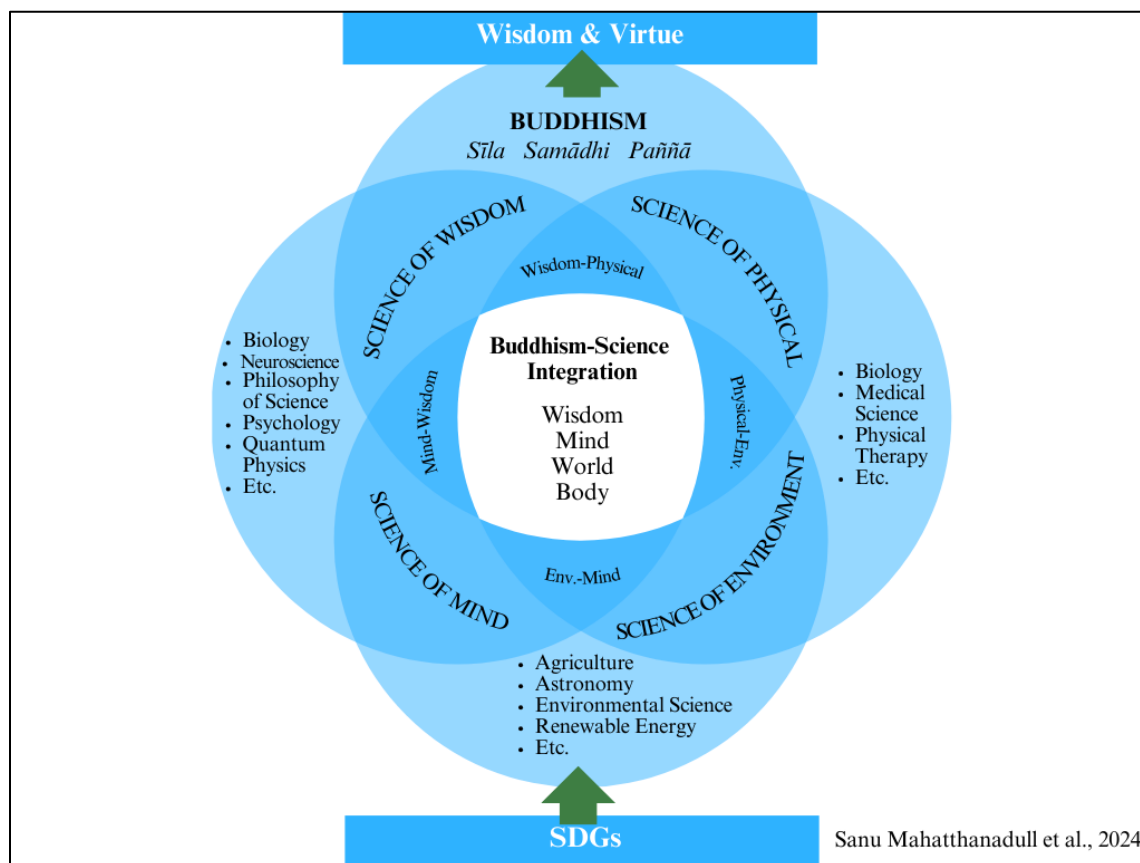 Wisdom & Virtue
BUDDHISM
Sīla Samādhi Paññā
SCIENCE OF WISDOM
SCIENCE OF PHYSICAL
Wisdom-Physical
• Biology
• Neuroscience
• Philosophy
of Science
• Psychology
• Quantum
Physics
• Etc.
Mind-Wisdom
Buddhism-Science
Integration
Wisdom
Mind
World
Body
Physical-Env.
• Biology
• Medical
Science
• Physical
Therapy
• Etc.
SCIENCE OF MIND
Env.-Mind
SCIENCE OF ENVIRONMENT
• Agriculture
• Astronomy
• Environmental Science
• Renewable Energy
• Etc.
SDGs
Sanu Mahatthanadull et al., 2024